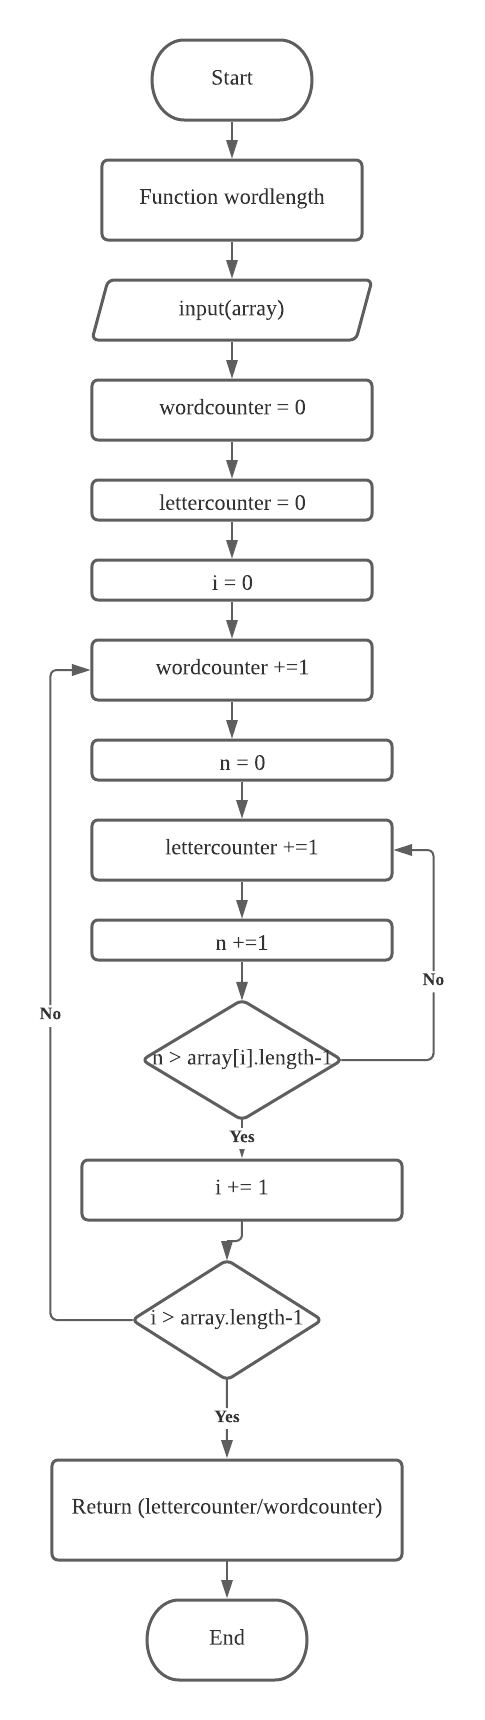 Start
Function wordlength
input(array)
wordcounter = 0
lettercounter = 0
i = 0
wordcounter +=1
n = 0
lettercounter +=1
n +=1
No
No
n > array[i].length-1
Yes
i += 1
i > array.length-1
Yes
Return (lettercounter/wordcounter)
End